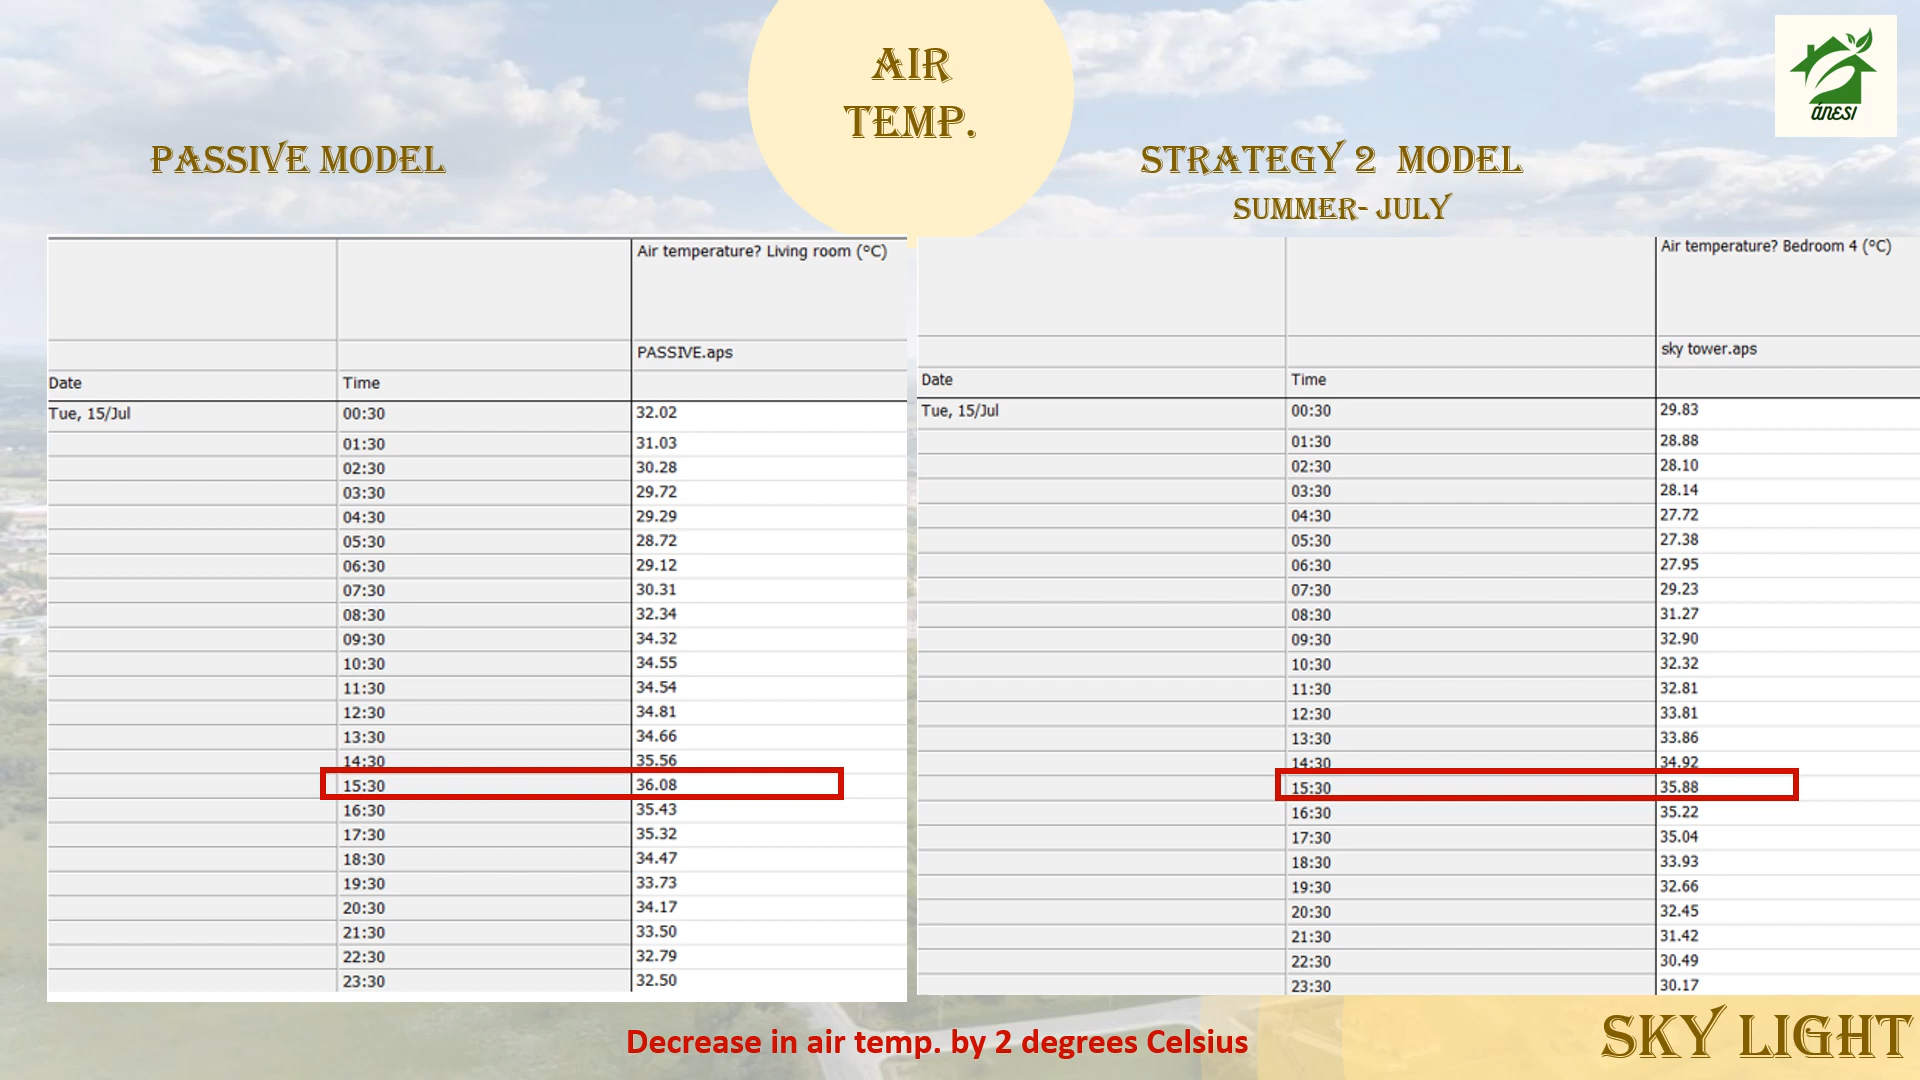 AIR
TEMP.
ÁNESI
PASSIVE MODEL
STRATEGY 2 MODEL
SUMMER- JULY
Air temperature? Living room (°C)
PASSIVE.aps
Date Time
Tue, 15/Jul 00:30 32.02
01:30 31.03
02:30 30.28
03:30 29.72
04:30 29.29
05:30 28.72
06:30 29.12
07:30 30.31
08:30 32.34
09:30 34.32
10:30 34.55
11:30 34.54
12:30 34.81
13:30 34.66
14:30 35.56
15:30 36.08
16:30 35.43
17:30 35.32
18:30 34.47
19:30 33.73
20:30 34.17
21:30 33.50
22:30 32.79
23:30 32.50
Air temperature? Bedroom 4 (°C)
sky tower.aps
Date Time
Tue, 15/Jul 00:30 29.83
01:30 28.88
02:30 28.10
03:30 28.14
04:30 27.72
05:30 27.38
06:30 27.95
07:30 29.23
08:30 31.27
09:30 32.90
10:30 32.32
11:30 32.81
12:30 33.81
13:30 33.86
14:30 34.92
15:30 35.88
16:30 35.22
17:30 35.04
18:30 33.93
19:30 32.66
20:30 32.45
21:30 31.42
22:30 30.49
23:30 30.17
Decrease in air temp. by 2 degrees Celsius
SKY LIGHT